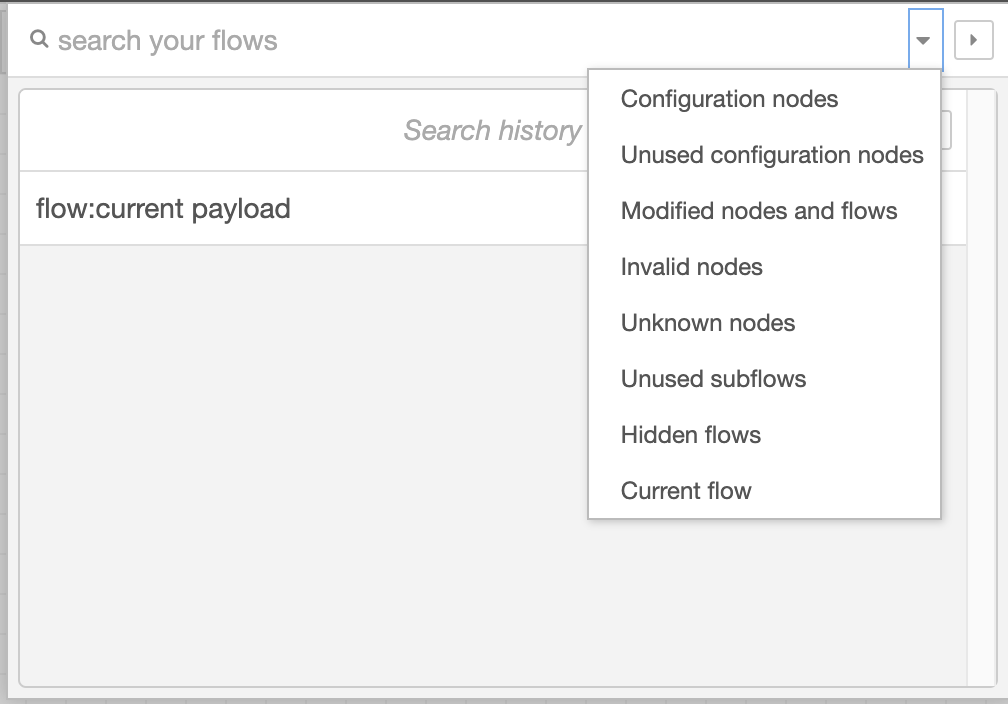 search your flows
Search history
flow:current payload
Configuration nodes
Unused configuration nodes
Modified nodes and flows
Invalid nodes
Unknown nodes
Unused subflows
Hidden flows
Current flow